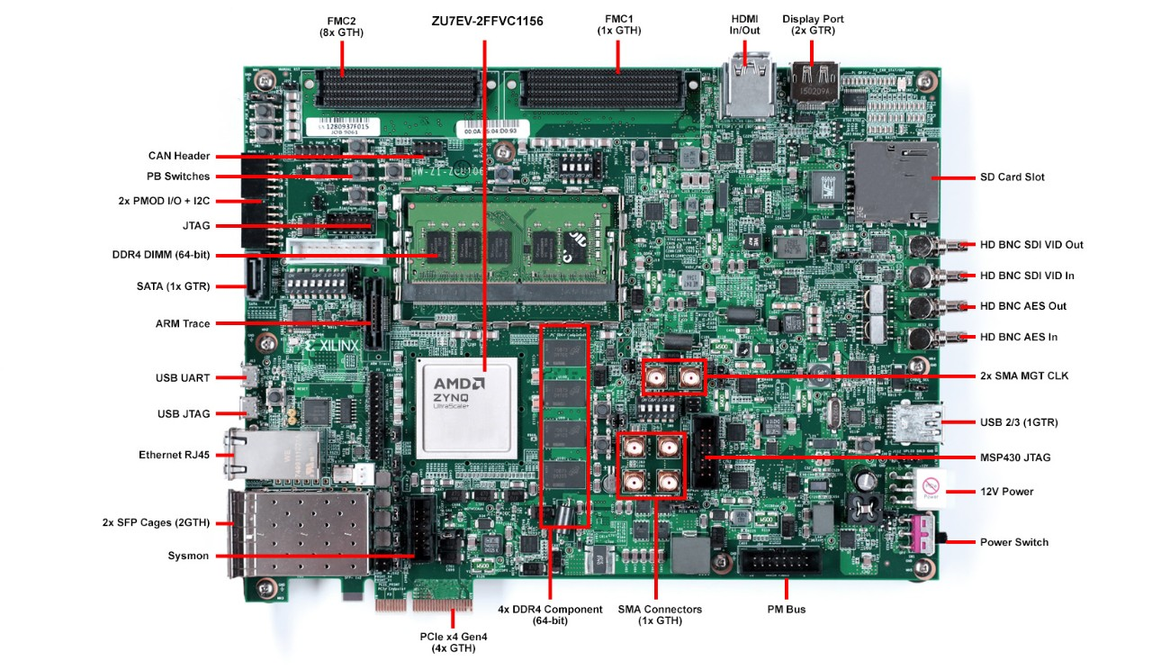 FMC2
(8x GTH)
ZU7EV-2FFVC1156
FMC1
(1x GTH)
HDMI
In/Out
Display Port
(2x GTR)
CAN Header
PB Switches
2x PMOD I/O + I2C
JTAG
DDR4 DIMM (64-bit)
SATA (1x GTR)
ARM Trace
USB UART
USB JTAG
Ethernet RJ45
2x SFP Cages (2GTH)
Sysmon
SD Card Slot
HD BNC SDI VID Out
HD BNC SDI VID In
HD BNC AES Out
HD BNC AES In
2x SMA MGT CLK
USB 2/3 (1GTR)
MSP430 JTAG
12V Power
Power Switch
PCIe x4 Gen4
(4x GTH)
4x DDR4 Component
(64-bit)
SMA Connectors
(1x GTH)
PM Bus
XILINX
AMD
ZYNQ
UltraScale+